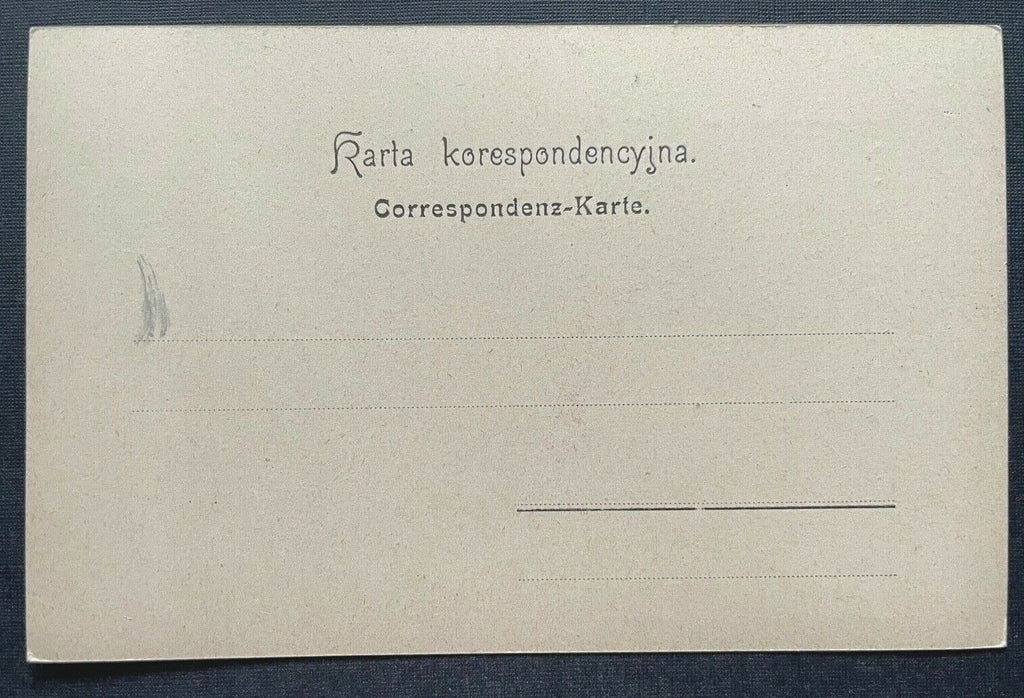 Karta korespondencyjna.
Correspondenz-Karte.